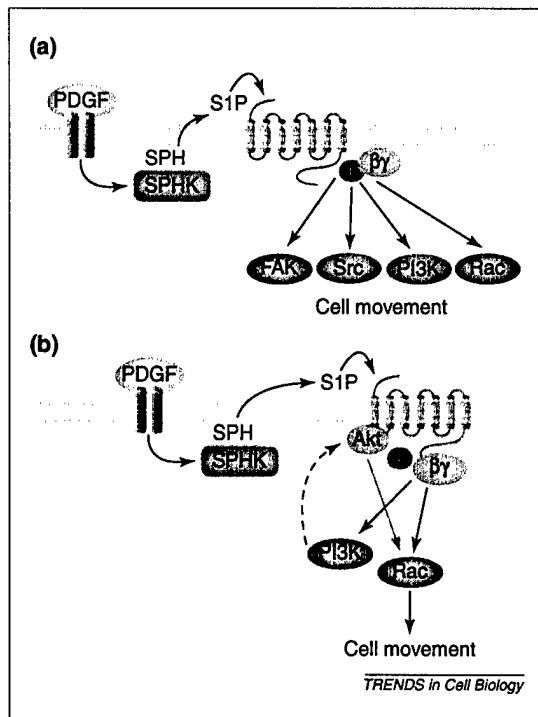 (a)
PDGF
S1P
SPH
SPHK
βγ
FAK Src PI3K Rac
Cell movement
(b)
PDGF
S1P
SPH
SPHK
Akt
βγ
PI3K
Rac
Cell movement
TRENDS in Cell Biology